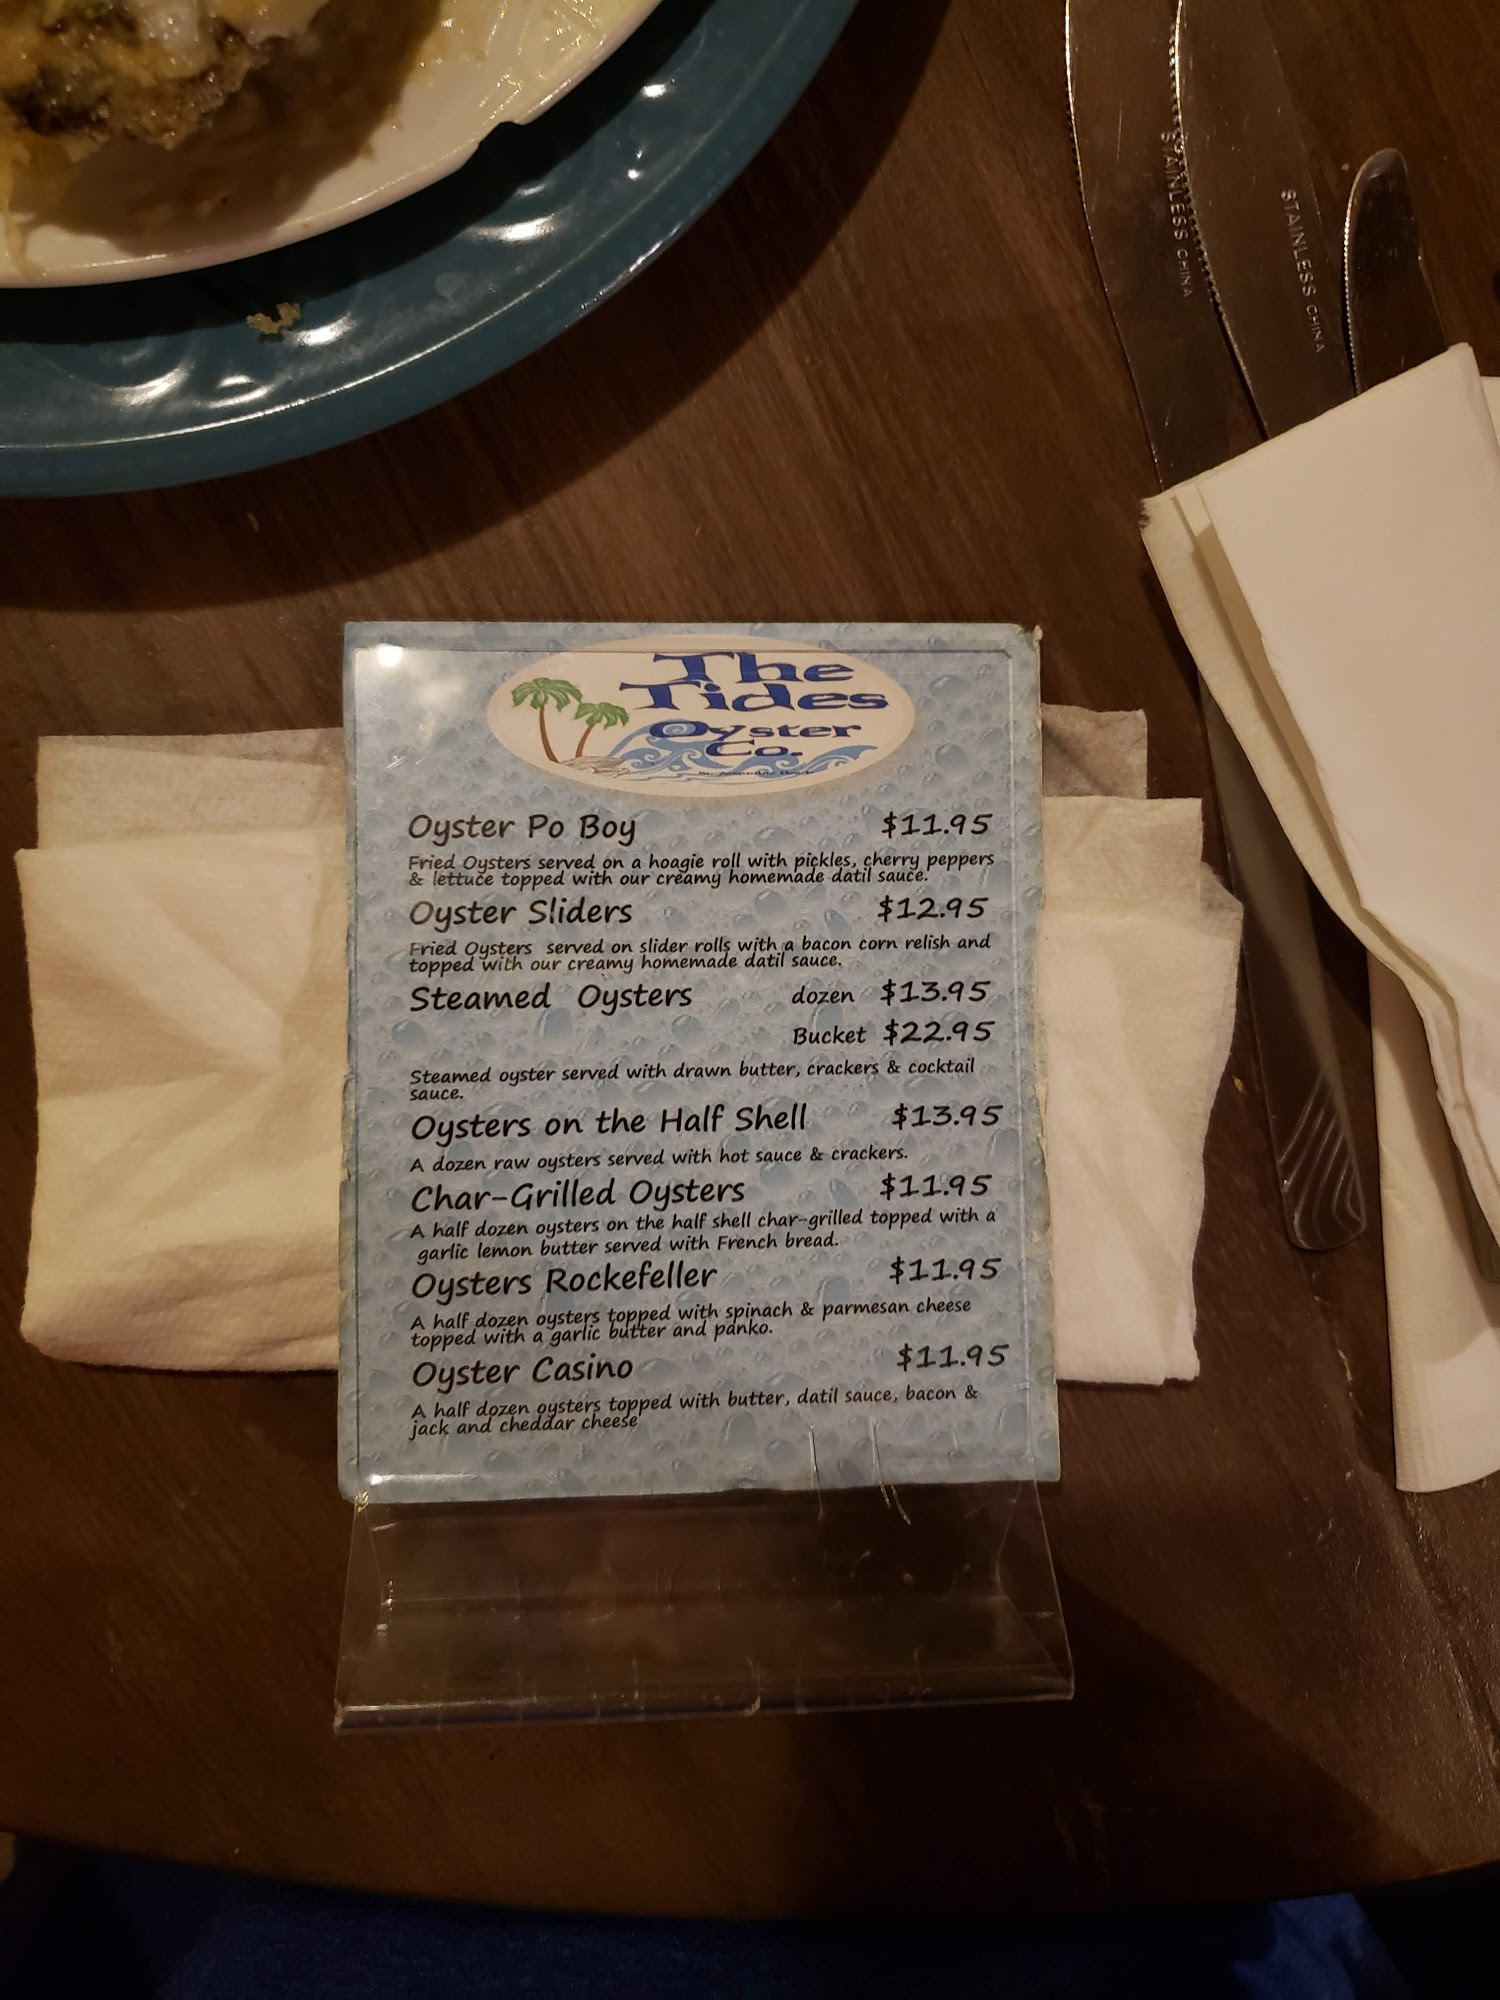 STAINLESS CHINA
STAINLESS CHINA
The
Tides
Oyster
Co.
Oyster Po Boy $11.95
Fried Oysters served on a hoagie roll with pickles, cherry peppers
& lettuce topped with our creamy homemade datil sauce.
Oyster Sliders $12.95
Fried Oysters served on slider rolls with a bacon corn relish and
topped with our creamy homemade datil sauce.
Steamed Oysters dozen $13.95
Bucket $22.95
Steamed oyster served with drawn butter, crackers & cocktail
sauce.
Oysters on the Half Shell $13.95
A dozen raw oysters served with hot sauce & crackers.
Char-Grilled Oysters $11.95
A half dozen oysters on the half shell char-grilled topped with a
garlic lemon butter served with French bread.
Oysters Rockefeller $11.95
A half dozen oysters topped with spinach & parmesan cheese
topped with a garlic butter and panko.
Oyster Casino $11.95
A half dozen oysters topped with butter, datil sauce, bacon &
jack and cheddar cheese